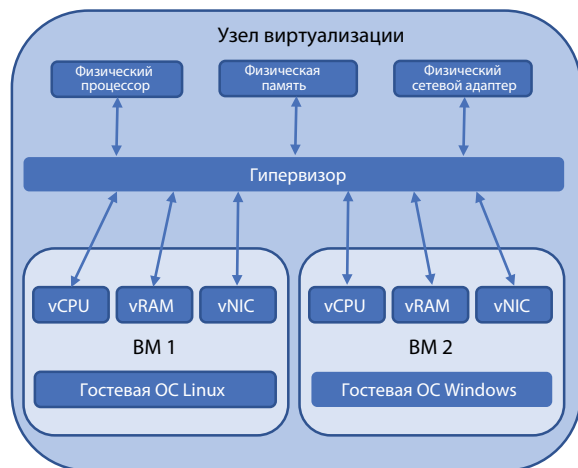 Узел виртуализации
Физический
процессор
Физическая
память
Физический
сетевой адаптер
Гипервизор
vCPU
vRAM
vNIC
ВМ 1
Гостевая ОС Linux
vCPU
vRAM
vNIC
ВМ 2
Гостевая ОС Windows